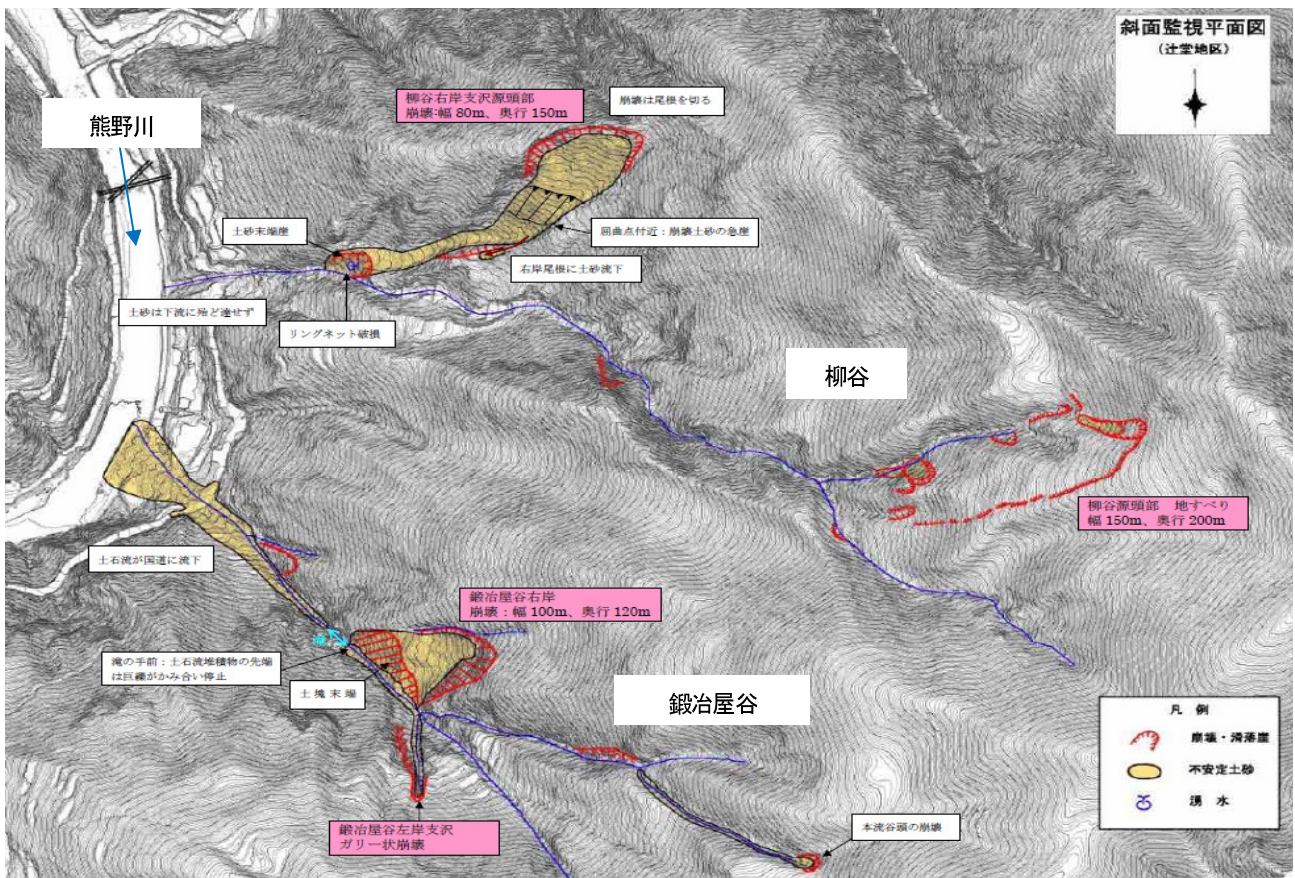 斜面監視平面図
(辻堂地区)
柳谷右岸支沢源頭部
崩壊:幅 80m、奥行 150m
崩壊は尾根を切る
熊野川
土砂末端崖
屈曲点付近:崩壊土砂の急崖
右岸尾根に土砂流下
土砂は下流に殆ど達せず
リングネット破損
柳谷
柳谷源頭部 地すべり
幅 150m、奥行 200m
土石流が国道に流下
鍛冶屋谷右岸
崩壊:幅 100m、奥行 120m
滝
滝の手前:土石流堆積物の先端
は巨礫がかみ合い停止
土塊末端
鍛冶屋谷
鍛冶屋谷左岸支沢
ガリー状崩壊
本流谷頭の崩壊
凡例
崩壊・滑落崖
不安定土砂
湧水